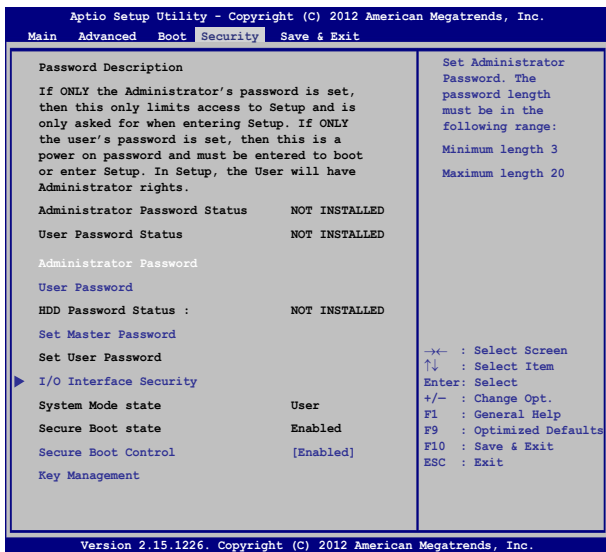 Aptio Setup Utility - Copyright (C) 2012 American Megatrends, Inc.
Main Advanced Boot Security Save & Exit
Password Description
If ONLY the Administrator's password is set,
then this only limits access to Setup and is
only asked for when entering Setup. If ONLY
the user's password is set, then this is a
power on password and must be entered to boot
or enter Setup. In Setup, the User will have
Administrator rights.
Administrator Password Status NOT INSTALLED
User Password Status NOT INSTALLED
Administrator Password
User Password
HDD Password Status : NOT INSTALLED
Set Master Password
Set User Password
I/O Interface Security
System Mode state User
Secure Boot state Enabled
Secure Boot Control [Enabled]
Key Management
Set Administrator
Password. The
password length
must be in the
following range:
Minimum length 3
Maximum length 20
→← : Select Screen
↑↓ : Select Item
Enter: Select
+/— : Change Opt.
F1 : General Help
F9 : Optimized Defaults
F10 : Save & Exit
ESC : Exit
Version 2.15.1226. Copyright (C) 2012 American Megatrends, Inc.